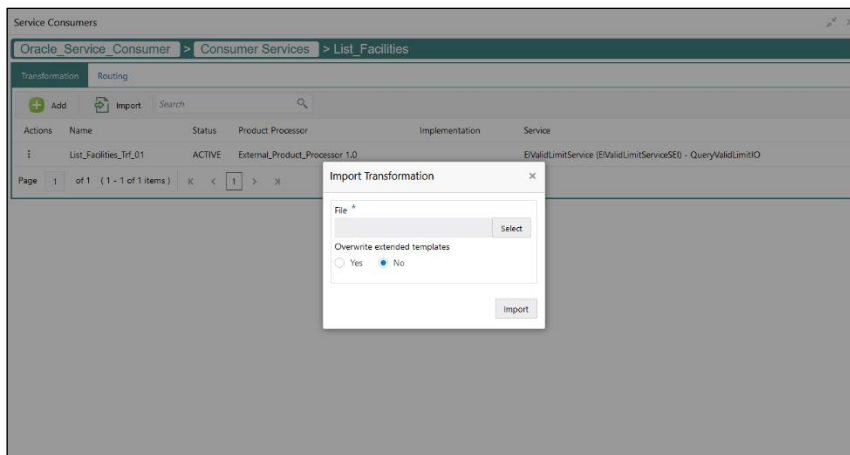 Service Consumers
Oracle_Service_Consumer > Consumer Services > List_Facilities
Transformation Routing
Add Import Search
Actions Name Status Product Processor Implementation Service
List_Facilities_Trf_01 ACTIVE External_Product_Processor 1.0 ElValidLimitService (ElValidLimitServiceSEI) - QueryValidLimitIO
Page 1 of 1 (1 - 1 of 1 items) K < 1 > >|
Import Transformation ×
File *
Select
Overwrite extended templates
Yes No
Import